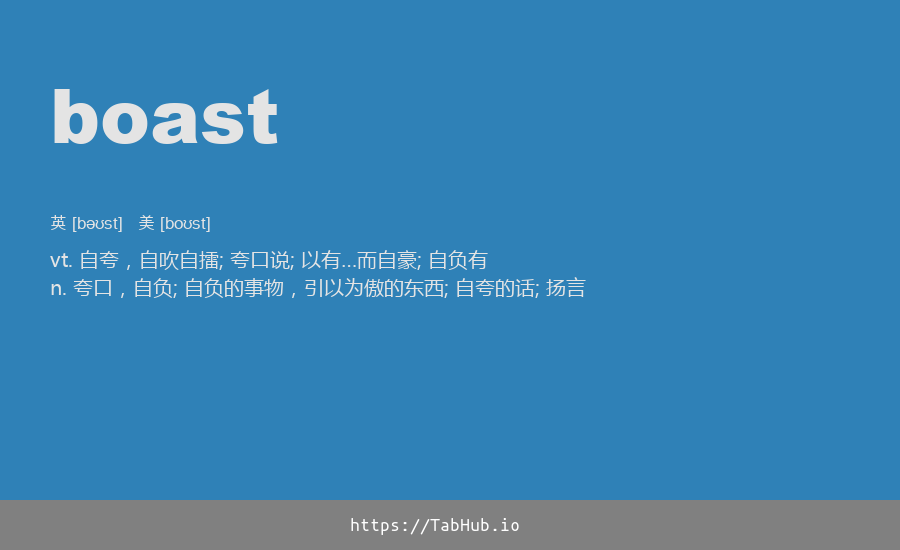 boast
英 [bəʊst] 美 [boʊst]
vt. 自夸，自吹自擂; 夸口说; 以有…而自豪; 自负有
n. 夸口，自负; 自负的事物，引以为傲的东西; 自夸的话; 扬言
https://TabHub.io